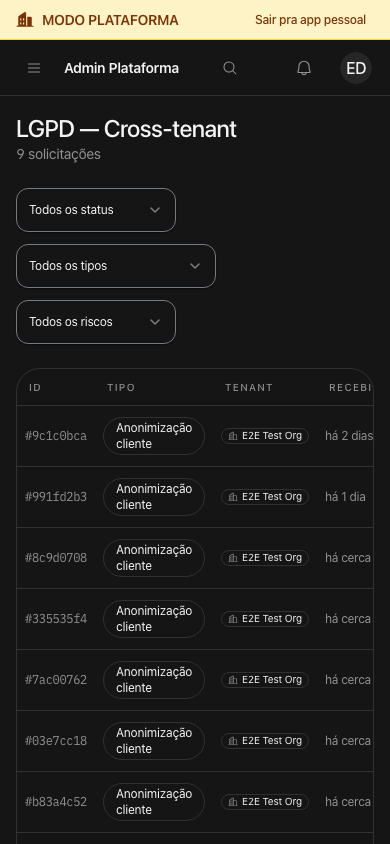 MODO PLATAFORMA Sair pra app pessoal
Admin Plataforma ED
LGPD — Cross-tenant
9 solicitações
Todos os status
Todos os tipos
Todos os riscos
ID TIPO TENANT RECEBI
#9c1c0bca Anonimização cliente E2E Test Org há 2 dias
#991fd2b3 Anonimização cliente E2E Test Org há 1 dia
#8c9d0708 Anonimização cliente E2E Test Org há cerca
#335535f4 Anonimização cliente E2E Test Org há cerca
#7ac00762 Anonimização cliente E2E Test Org há cerca
#03e7cc18 Anonimização cliente E2E Test Org há cerca
#b83a4c52 Anonimização cliente E2E Test Org há cerca